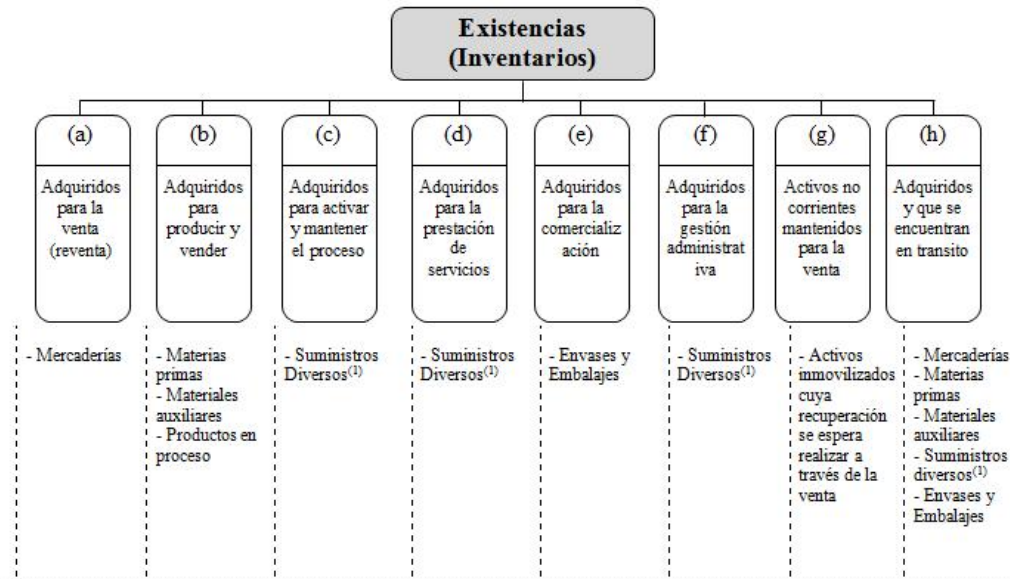 Existencias
(Inventarios)
(a)
Adquiridos
para la
venta
(reventa)
(b)
Adquiridos
para
producir y
vender
(c)
Adquiridos
para activar
y mantener
el proceso
(d)
Adquiridos
para la
prestación
de
servicios
(e)
Adquiridos
para la
comercializ
ación
(f)
Adquiridos
para la
gestión
administrat
iva
(g)
Activos no
corrientes
mantenidos
para la
venta
(h)
Adquiridos
y que se
encuentran
en transito
- Mercaderías
- Materias
primas
- Materiales
auxiliares
- Productos en
proceso
- Suministros
Diversos(1)
- Suministros
Diversos(1)
- Envases y
Embalajes
- Suministros
Diversos(1)
- Activos
inmovilizados
cuya
recuperación
se espera
realizar a
través de la
venta
- Mercaderías
- Materias
primas
- Materiales
auxiliares
- Suministros
diversos(1)
- Envases y
Embalajes